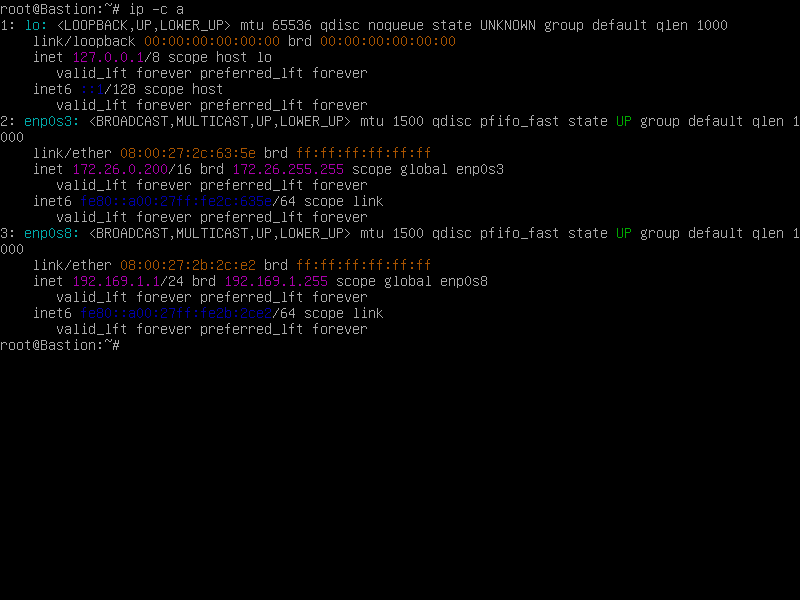 root@Bastion:~# ip -c a
1: lo: <LOOPBACK,UP,LOWER_UP> mtu 65536 qdisc noqueue state UNKNOWN group default qlen 1000
    link/loopback 00:00:00:00:00:00 brd 00:00:00:00:00:00
    inet 127.0.0.1/8 scope host lo
       valid_lft forever preferred_lft forever
    inet6 ::1/128 scope host
       valid_lft forever preferred_lft forever
2: enp0s3: <BROADCAST,MULTICAST,UP,LOWER_UP> mtu 1500 qdisc pfifo_fast state UP group default qlen 1
000
    link/ether 08:00:27:2c:63:5e brd ff:ff:ff:ff:ff:ff
    inet 172.26.0.200/16 brd 172.26.255.255 scope global enp0s3
       valid_lft forever preferred_lft forever
    inet6 fe80::a00:27ff:fe2c:635e/64 scope link
       valid_lft forever preferred_lft forever
3: enp0s8: <BROADCAST,MULTICAST,UP,LOWER_UP> mtu 1500 qdisc pfifo_fast state UP group default qlen 1
000
    link/ether 08:00:27:2b:2c:e2 brd ff:ff:ff:ff:ff:ff
    inet 192.169.1.1/24 brd 192.169.1.255 scope global enp0s8
       valid_lft forever preferred_lft forever
    inet6 fe80::a00:27ff:fe2b:2ce2/64 scope link
       valid_lft forever preferred_lft forever
root@Bastion:~#